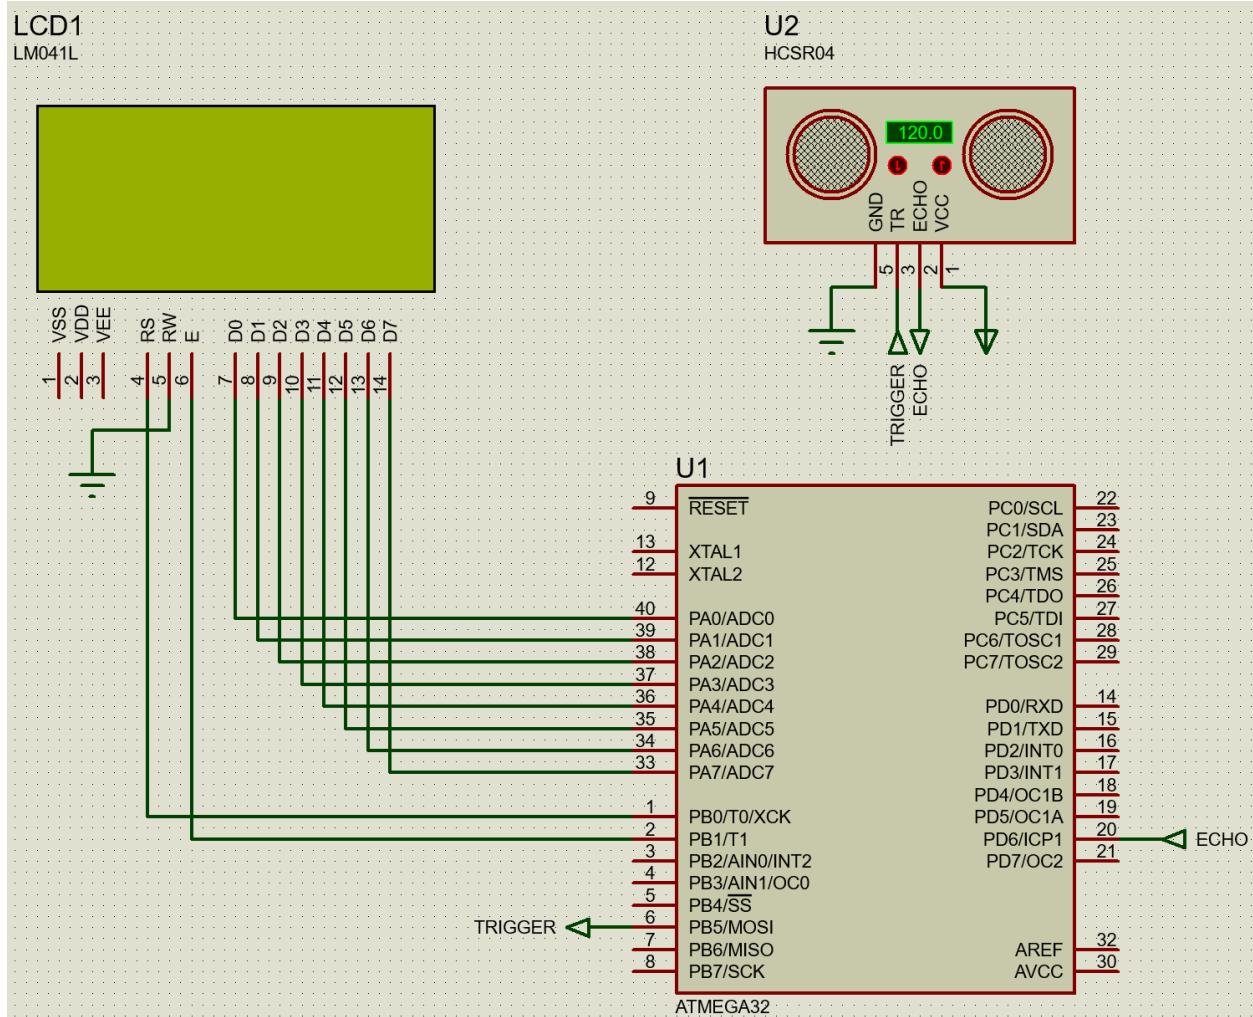 LCD1
LM041L
VSS
VDD
VEE
RS
RW
E
D0
D1
D2
D3
D4
D5
D6
D7
1
2
3
4
5
6
7
8
9
10
11
12
13
14
U2
HCSR04
120.0
GND
TR
ECHO
VCC
5
3
2
1
TRIGGER
ECHO
U1
9 RESET
13 XTAL1
12 XTAL2
40 PA0/ADC0
39 PA1/ADC1
38 PA2/ADC2
37 PA3/ADC3
36 PA4/ADC4
35 PA5/ADC5
34 PA6/ADC6
33 PA7/ADC7
1 PB0/T0/XCK
2 PB1/T1
3 PB2/AIN0/INT2
4 PB3/AIN1/OC0
5 PB4/SS
TRIGGER 6 PB5/MOSI
7 PB6/MISO
8 PB7/SCK
PC0/SCL 22
PC1/SDA 23
PC2/TCK 24
PC3/TMS 25
PC4/TDO 26
PC5/TDI 27
PC6/TOSC1 28
PC7/TOSC2 29
PD0/RXD 14
PD1/TXD 15
PD2/INT0 16
PD3/INT1 17
PD4/OC1B 18
PD5/OC1A 19
PD6/ICP1 20 ECHO
PD7/OC2 21
AREF 32
AVCC 30
ATMEGA32